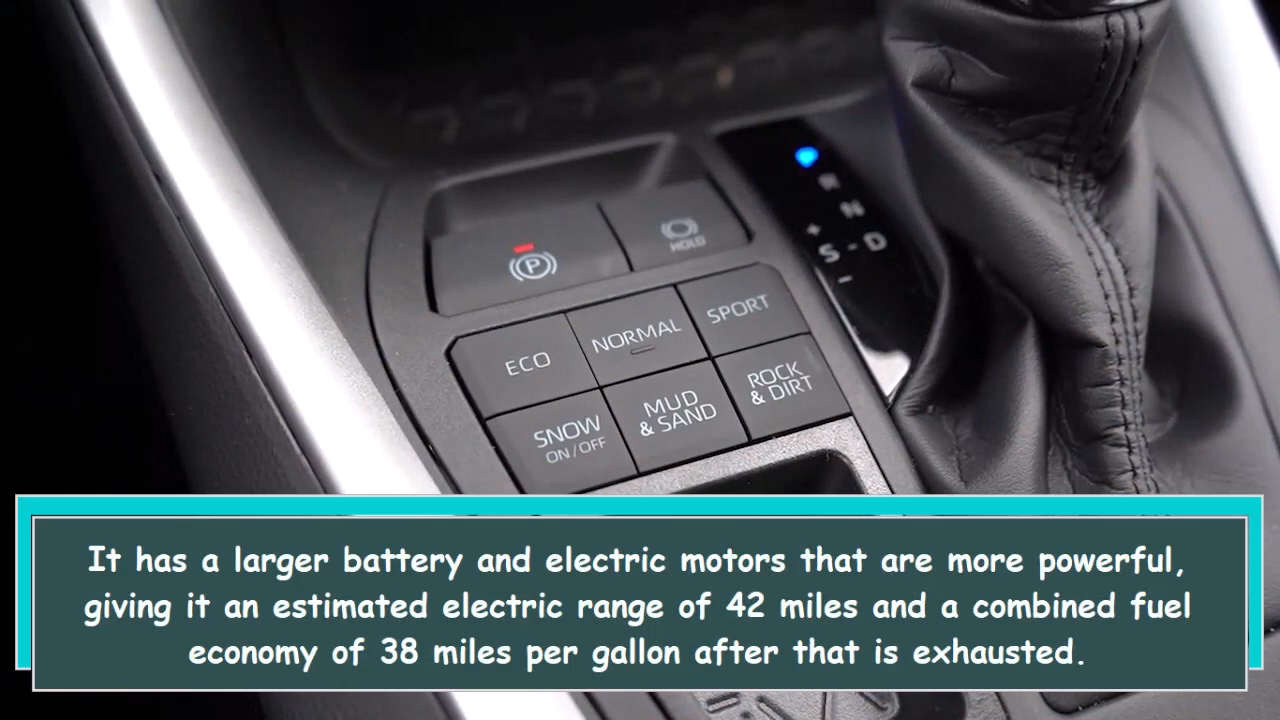 R
N
+
S - D
−
P
HOLD
ECO
NORMAL
SPORT
SNOW
ON/OFF
MUD
& SAND
ROCK
& DIRT
It has a larger battery and electric motors that are more powerful,
giving it an estimated electric range of 42 miles and a combined fuel
economy of 38 miles per gallon after that is exhausted.